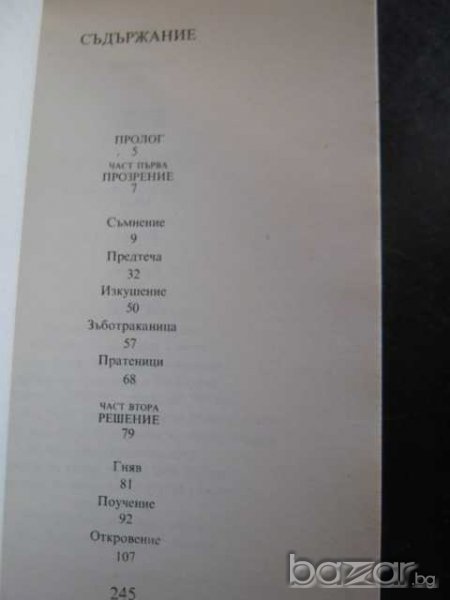 СЪДЪРЖАНИЕ
ПРОЛОГ
5
ЧАСТ ПЪРВА
ПРОЗРЕНИЕ
7
Съмнение
9
Предтеча
32
Изкушение
50
Зъботраканица
57
Пратеници
68
ЧАСТ ВТОРА
РЕШЕНИЕ
79
Гняв
81
Поучение
92
Откровение
107
245
bazar.bg